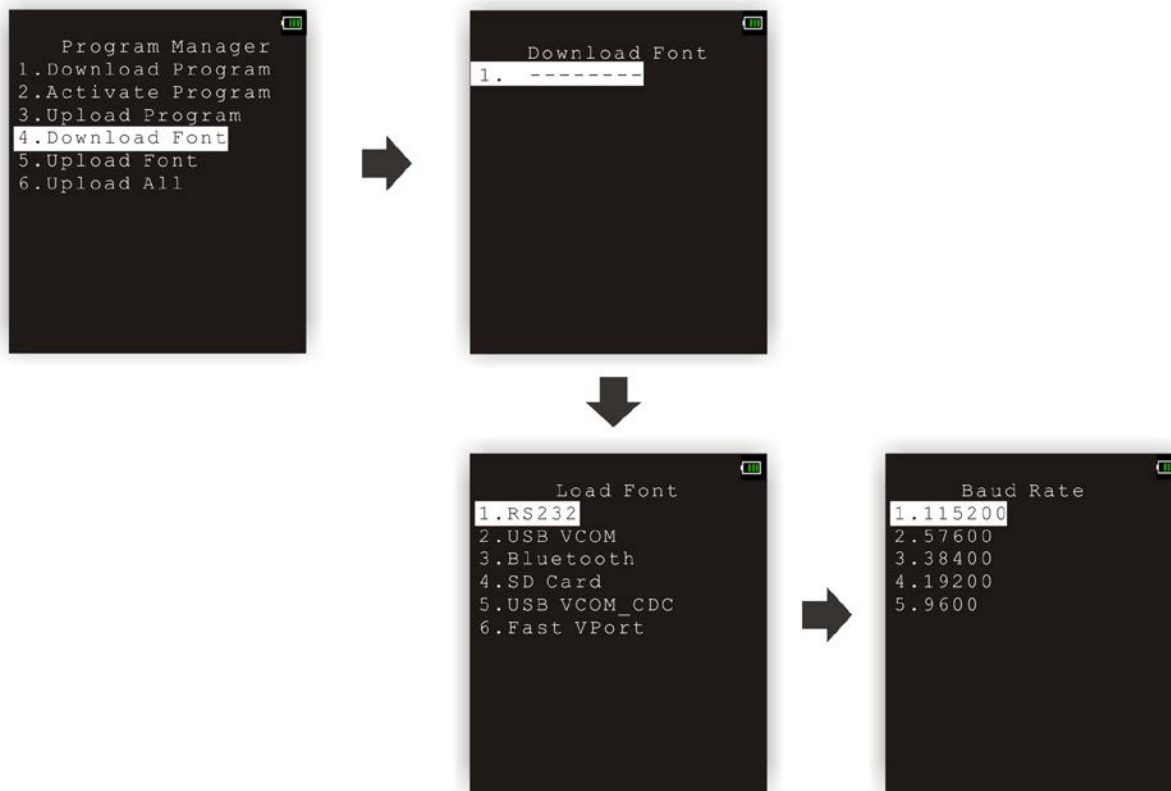 Program Manager
1.Download Program
2.Activate Program
3.Upload Program
4.Download Font
5.Upload Font
6.Upload All
Download Font
1. --------
Load Font
1.RS232
2.USB VCOM
3.Bluetooth
4.SD Card
5.USB VCOM_CDC
6.Fast VPort
Baud Rate
1.115200
2.57600
3.38400
4.19200
5.9600